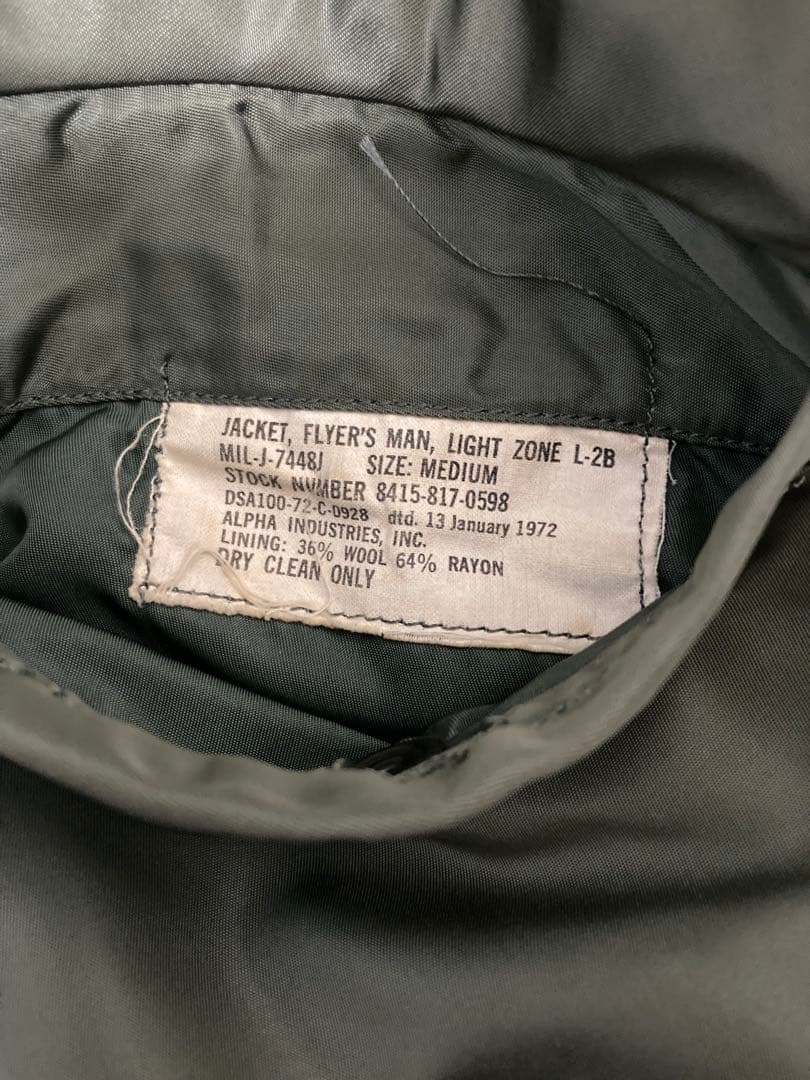 JACKET, FLYER'S MAN, LIGHT ZONE L-2B
MIL-J-7448J SIZE: MEDIUM
STOCK NUMBER 8415-817-0598
DSA100-72-C-0928 dtd. 13 January 1972
ALPHA INDUSTRIES, INC.
LINING: 36% WOOL 64% RAYON
DRY CLEAN ONLY